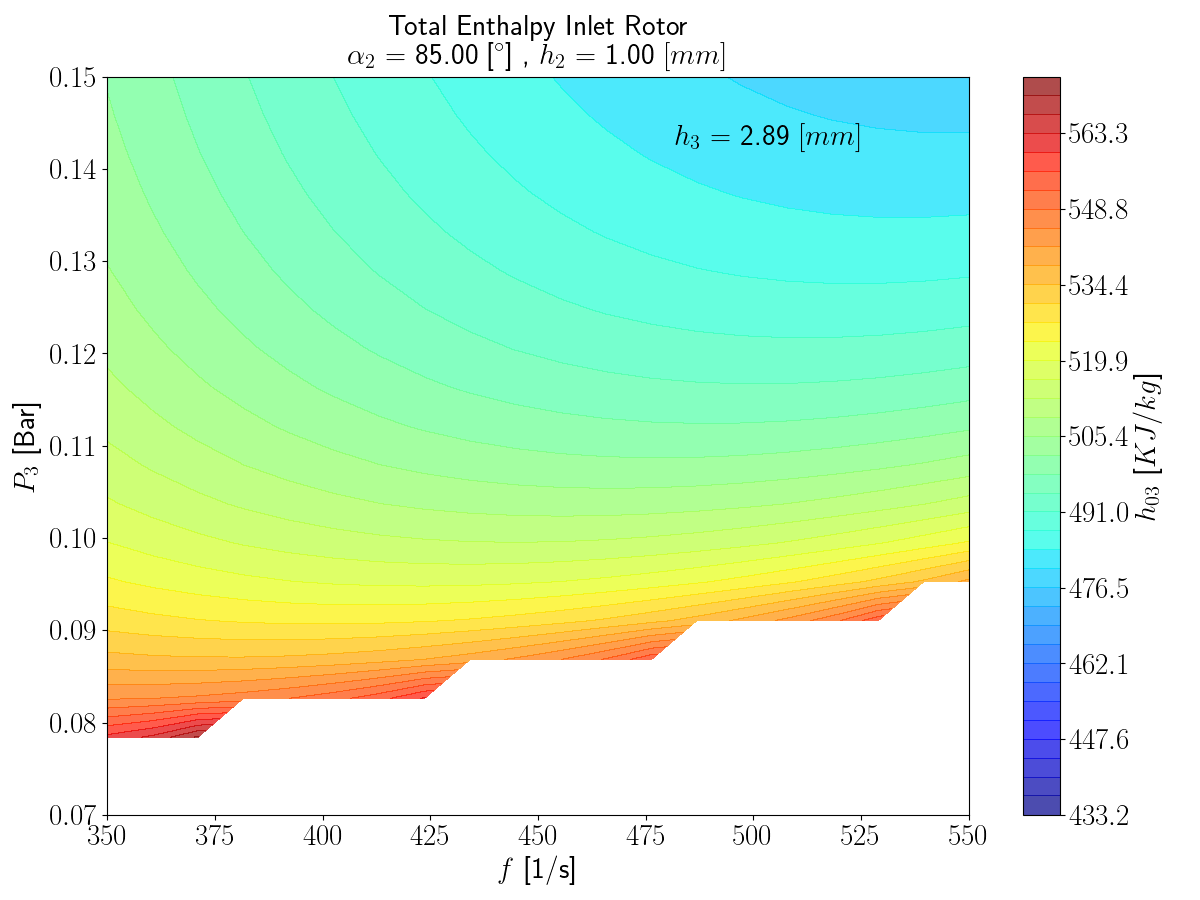 Total Enthalpy Inlet Rotor
α₂ = 85.00 [°] , h₂ = 1.00 [mm]
0.15
0.14
0.13
0.12
0.11
0.10
0.09
0.08
0.07
P₃ [Bar]
h₃ = 2.89 [mm]
350 375 400 425 450 475 500 525 550
f [1/s]
563.3
548.8
534.4
519.9
505.4
491.0
476.5
462.1
447.6
433.2
h₀₃ [KJ/kg]